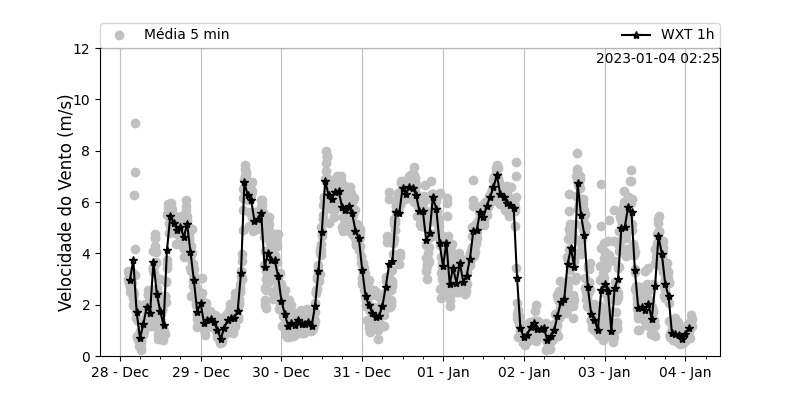 Média 5 min
WXT 1h
2023-01-04 02:25
Velocidade do Vento (m/s)
12
10
8
6
4
2
0
28 - Dec
29 - Dec
30 - Dec
31 - Dec
01 - Jan
02 - Jan
03 - Jan
04 - Jan